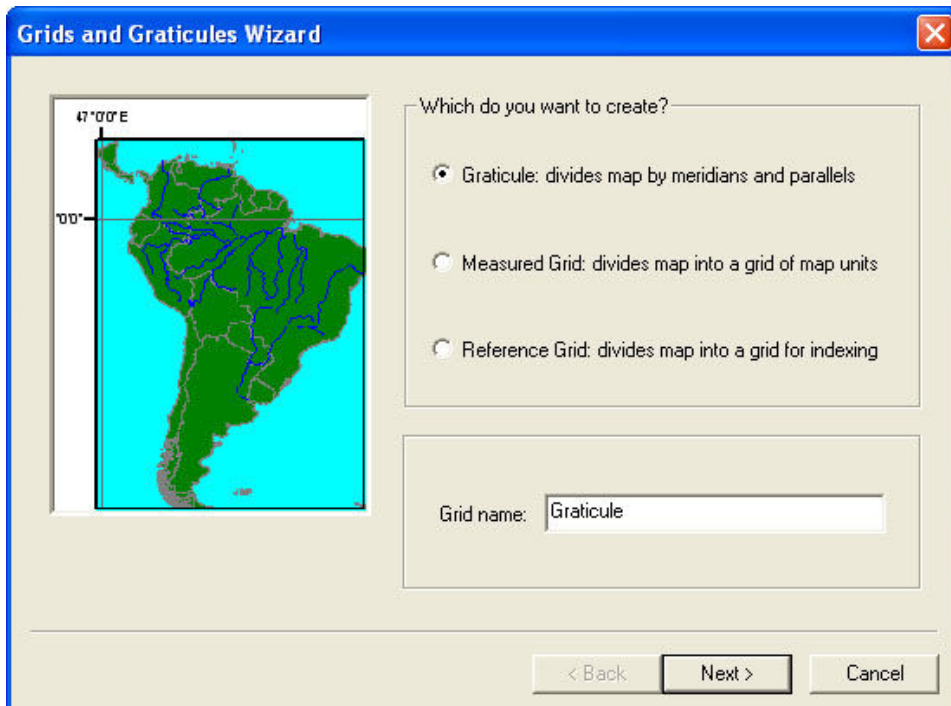 Grids and Graticules Wizard
47°0'0" E
°0'0"
Which do you want to create?
Graticule: divides map by meridians and parallels
Measured Grid: divides map into a grid of map units
Reference Grid: divides map into a grid for indexing
Grid name: Graticule
< Back Next > Cancel